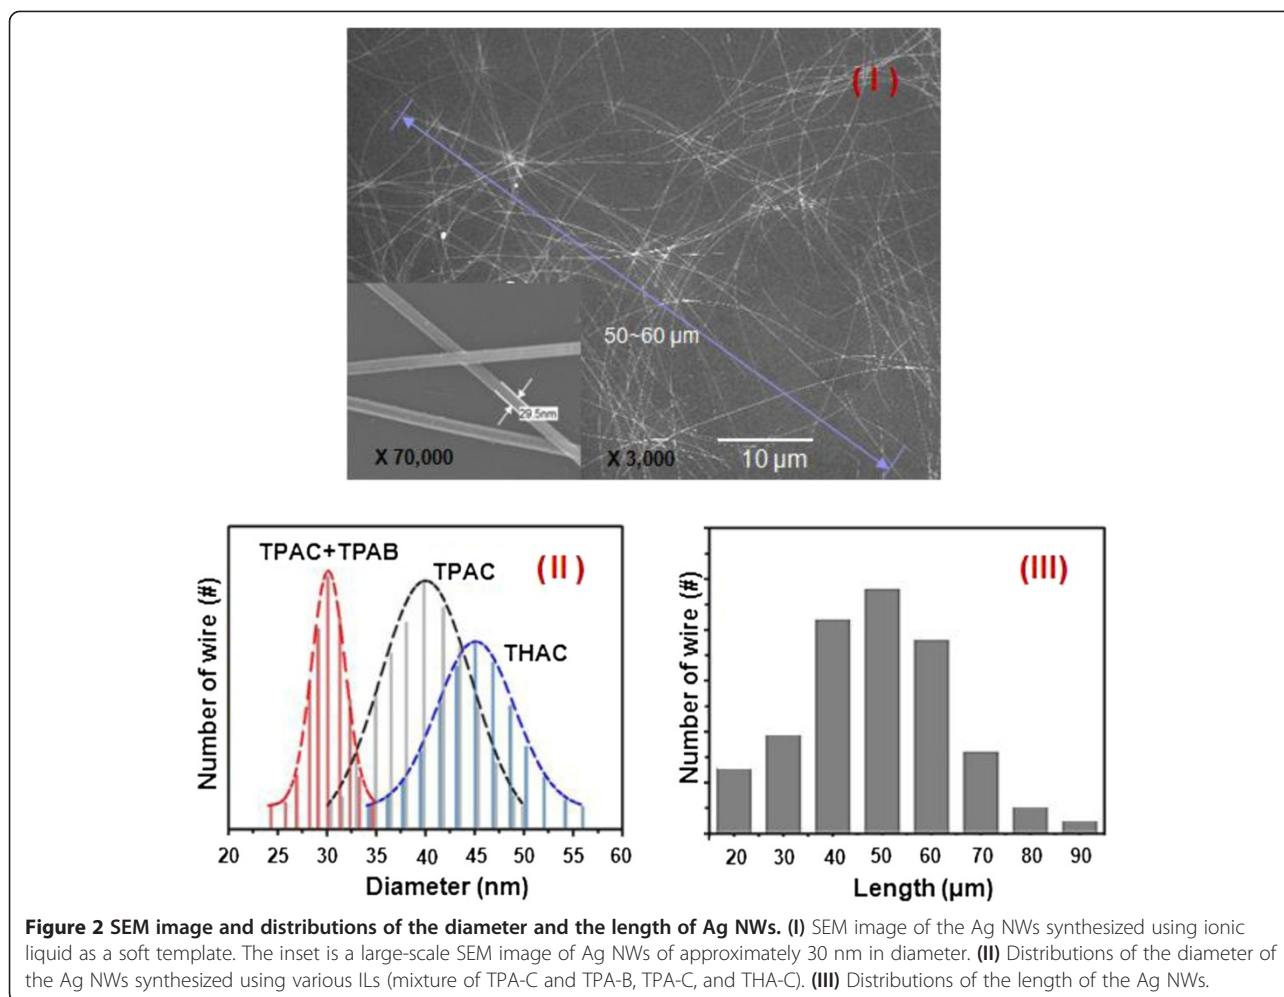 ( I )
50~60 µm
29.5nm
X 70,000
X 3,000
10 µm
TPAC+TPAB
( II )
TPAC
THAC
Number of wire (#)
20 25 30 35 40 45 50 55 60
Diameter (nm)
(III)
Number of wire (#)
20 30 40 50 60 70 80 90
Length (µm)
Figure 2 SEM image and distributions of the diameter and the length of Ag NWs. (I) SEM image of the Ag NWs synthesized using ionic
liquid as a soft template. The inset is a large-scale SEM image of Ag NWs of approximately 30 nm in diameter. (II) Distributions of the diameter of
the Ag NWs synthesized using various ILs (mixture of TPA-C and TPA-B, TPA-C, and THA-C). (III) Distributions of the length of the Ag NWs.